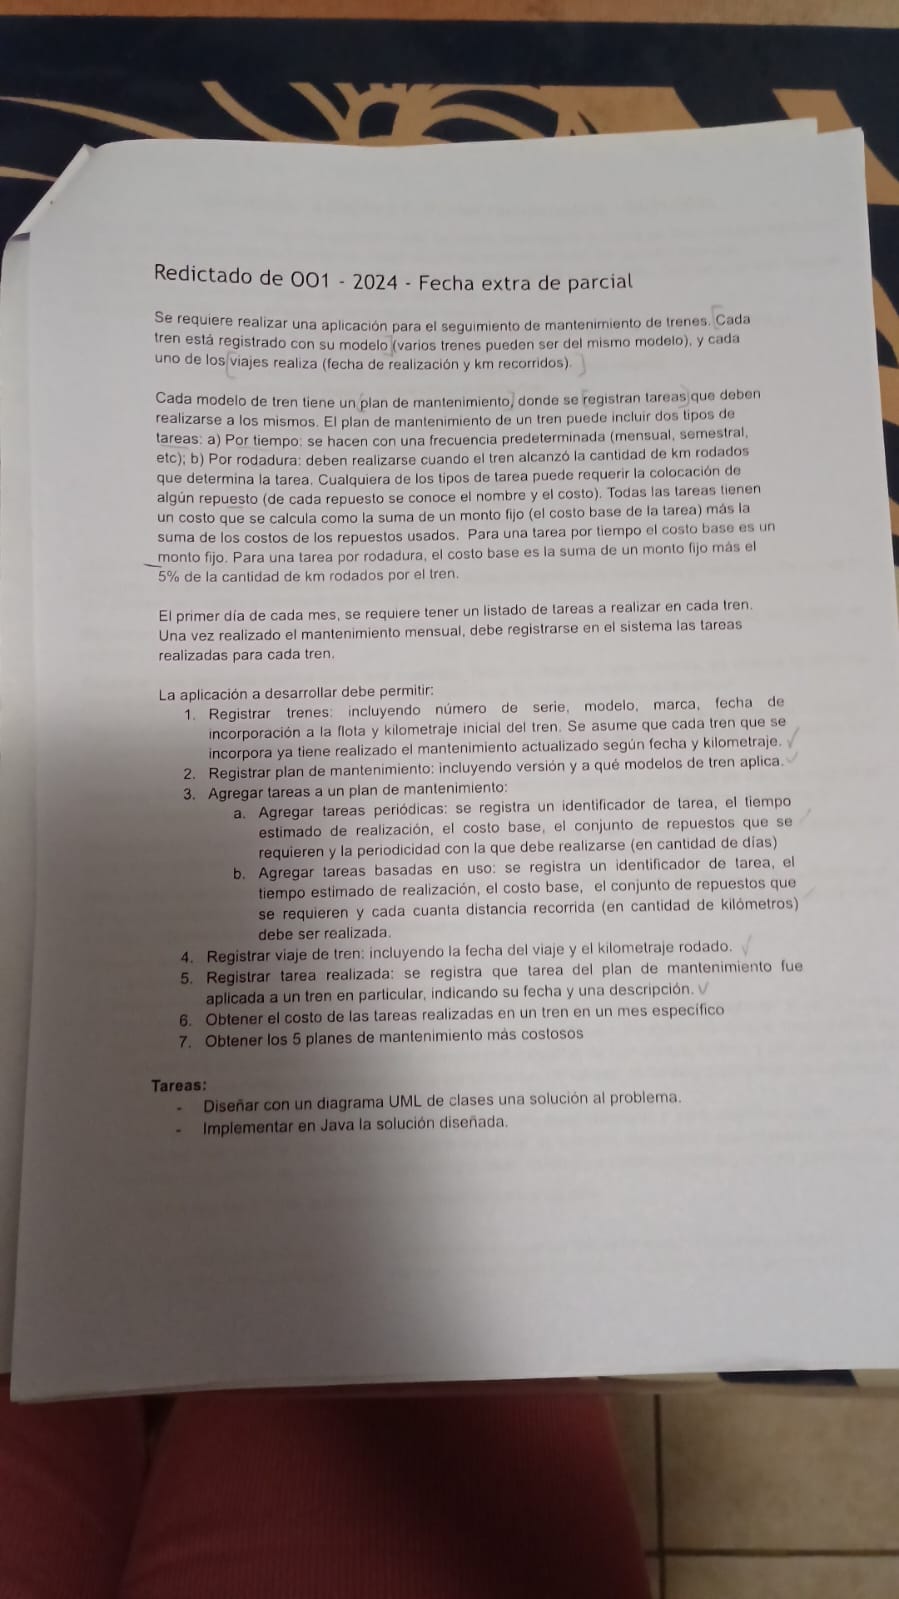 Redictado de OO1 - 2024 - Fecha extra de parcial
Se requiere realizar una aplicación para el seguimiento de mantenimiento de trenes. Cada
tren está registrado con su modelo (varios trenes pueden ser del mismo modelo), y cada
uno de los viajes realiza (fecha de realización y km recorridos).
Cada modelo de tren tiene un plan de mantenimiento, donde se registran tareas que deben
realizarse a los mismos. El plan de mantenimiento de un tren puede incluir dos tipos de
tareas: a) Por tiempo: se hacen con una frecuencia predeterminada (mensual, semestral,
etc); b) Por rodadura: deben realizarse cuando el tren alcanzó la cantidad de km rodados
que determina la tarea. Cualquiera de los tipos de tarea puede requerir la colocación de
algún repuesto (de cada repuesto se conoce el nombre y el costo). Todas las tareas tienen
un costo que se calcula como la suma de un monto fijo (el costo base de la tarea) más la
suma de los costos de los repuestos usados. Para una tarea por tiempo el costo base es un
monto fijo. Para una tarea por rodadura, el costo base es la suma de un monto fijo más el
5% de la cantidad de km rodados por el tren.
El primer día de cada mes, se requiere tener un listado de tareas a realizar en cada tren.
Una vez realizado el mantenimiento mensual, debe registrarse en el sistema las tareas
realizadas para cada tren.
La aplicación a desarrollar debe permitir:
1. Registrar trenes: incluyendo número de serie, modelo, marca, fecha de
incorporación a la flota y kilometraje inicial del tren. Se asume que cada tren que se
incorpora ya tiene realizado el mantenimiento actualizado según fecha y kilometraje.
2. Registrar plan de mantenimiento: incluyendo versión y a qué modelos de tren aplica.
3. Agregar tareas a un plan de mantenimiento:
a. Agregar tareas periódicas: se registra un identificador de tarea, el tiempo
estimado de realización, el costo base, el conjunto de repuestos que se
requieren y la periodicidad con la que debe realizarse (en cantidad de días)
b. Agregar tareas basadas en uso: se registra un identificador de tarea, el
tiempo estimado de realización, el costo base, el conjunto de repuestos que
se requieren y cada cuanta distancia recorrida (en cantidad de kilómetros)
debe ser realizada.
4. Registrar viaje de tren: incluyendo la fecha del viaje y el kilometraje rodado.
5. Registrar tarea realizada: se registra que tarea del plan de mantenimiento fue
aplicada a un tren en particular, indicando su fecha y una descripción.
6. Obtener el costo de las tareas realizadas en un tren en un mes específico
7. Obtener los 5 planes de mantenimiento más costosos
Tareas:
- Diseñar con un diagrama UML de clases una solución al problema.
- Implementar en Java la solución diseñada.